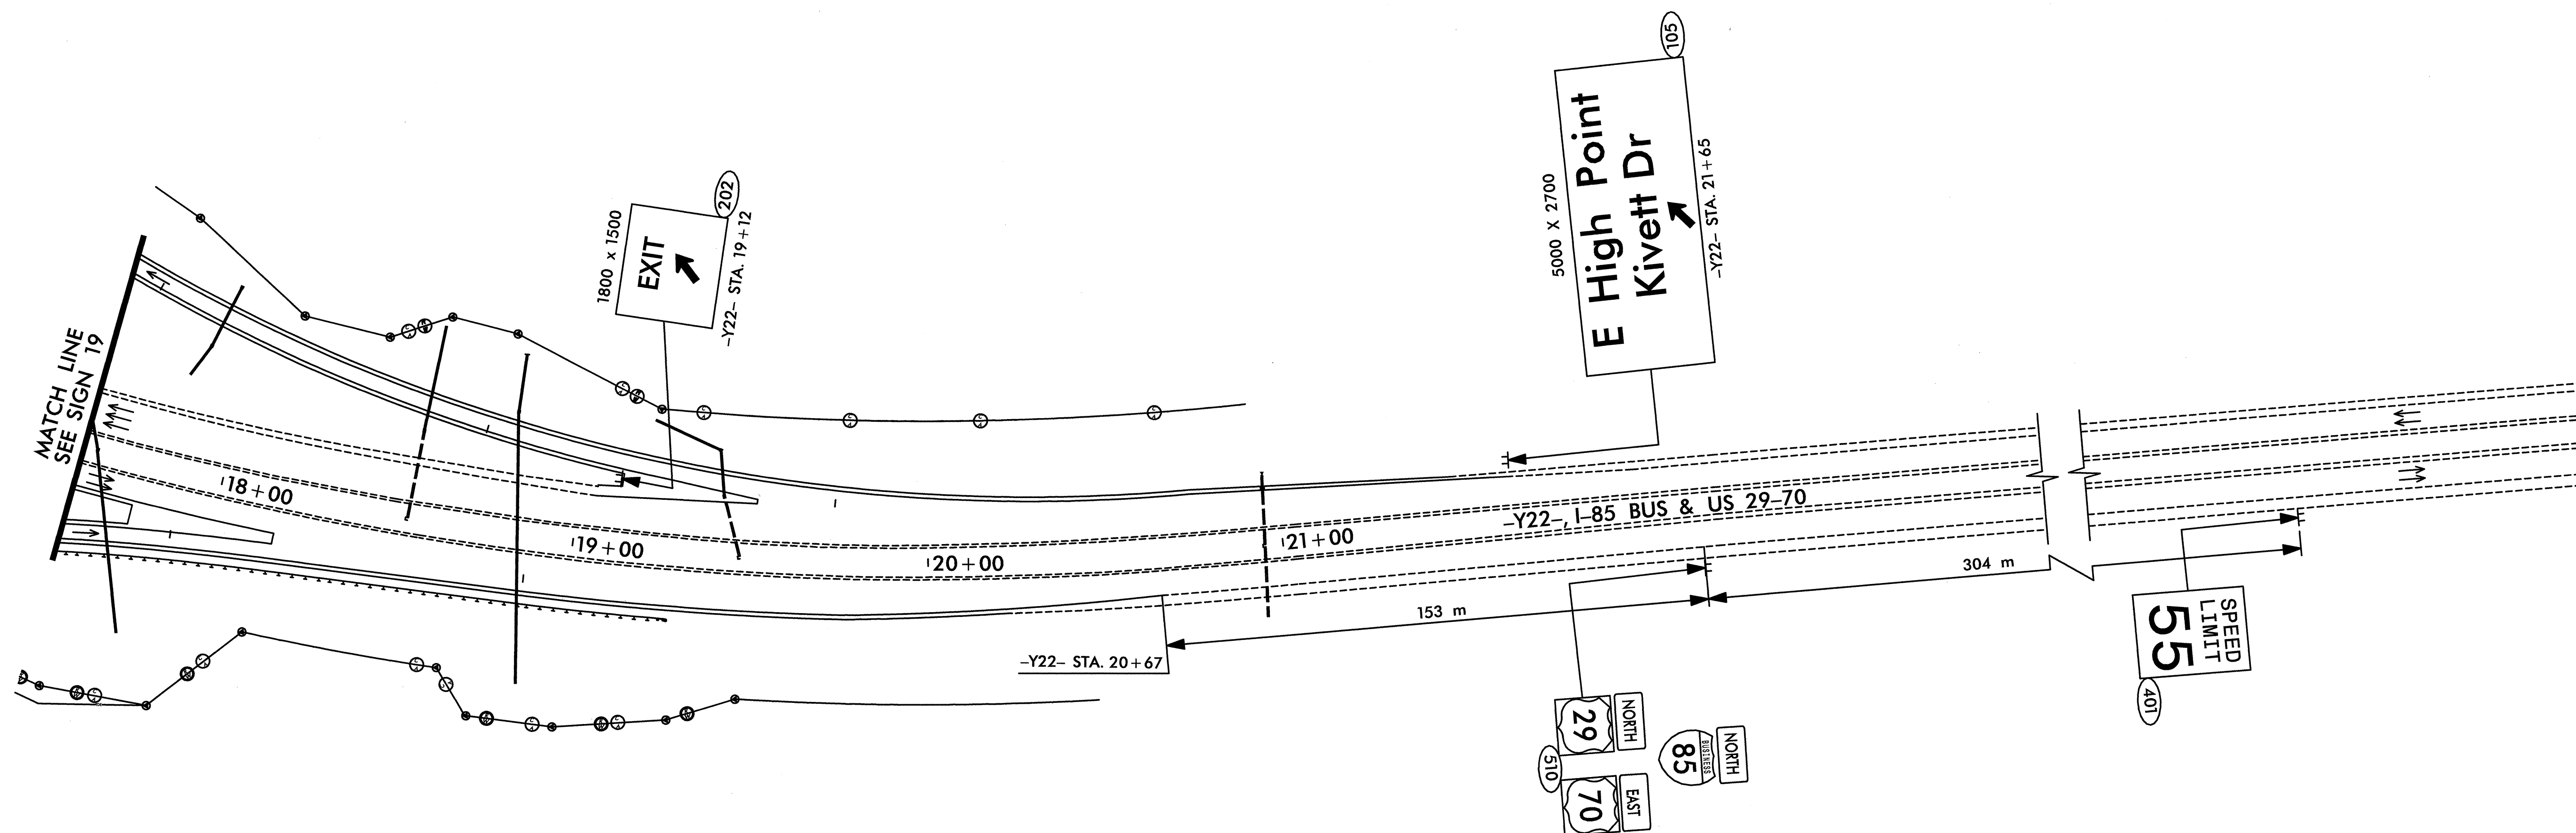 MATCH LINE
SEE SIGN 19
18+00
19+00
20+00
21+00
1800 x 1500
EXIT
202
-Y22- STA. 19+12
5000 X 2700
E High Point
Kivett Dr
105
-Y22- STA. 21+65
-Y22-, I-85 BUS & US 29-70
-Y22- STA. 20+67
153 m
304 m
NORTH
29
510
EAST
70
NORTH
BUSINESS
85
SPEED
LIMIT
55
401